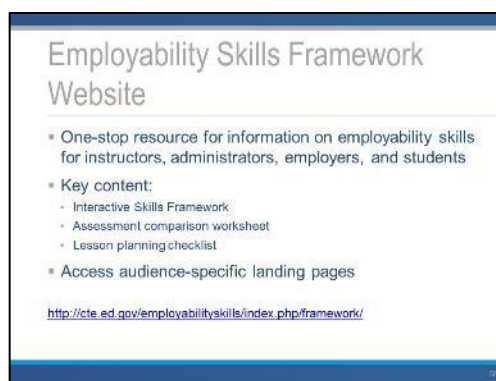 Employability Skills Framework
Website
One-stop resource for information on employability skills
for instructors, administrators, employers, and students
Key content:
Interactive Skills Framework
Assessment comparison worksheet
Lesson planning checklist
Access audience-specific landing pages
http://cte.ed.gov/employabilityskills/index.php/framework/